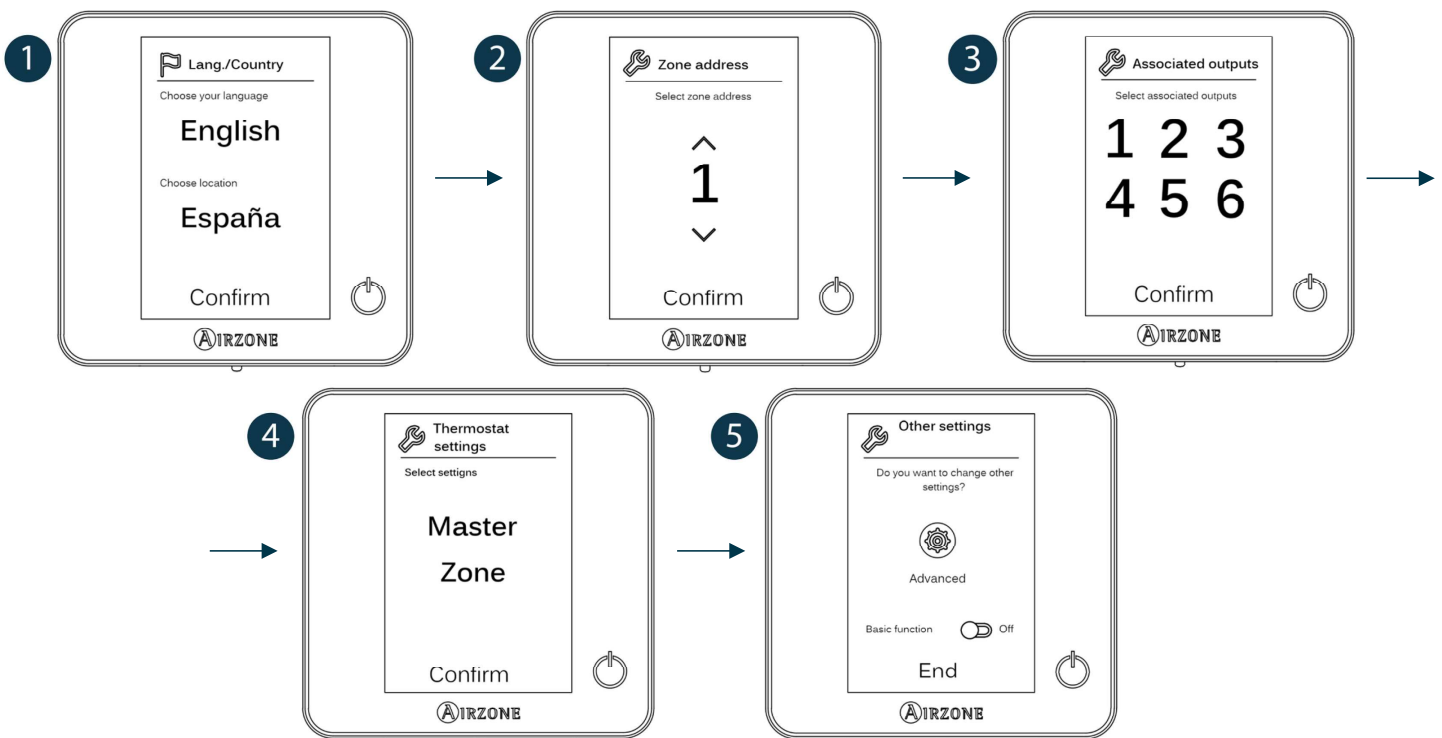 1
Lang./Country
Choose your language
English
Choose location
España
Confirm
AIRZONE
2
Zone address
Select zone address
1
Confirm
AIRZONE
3
Associated outputs
Select associated outputs
1 2 3
4 5 6
Confirm
AIRZONE
4
Thermostat
settings
Select settigns
Master
Zone
Confirm
AIRZONE
5
Other settings
Do you want to change other
settings?
Advanced
Basic function Off
End
AIRZONE